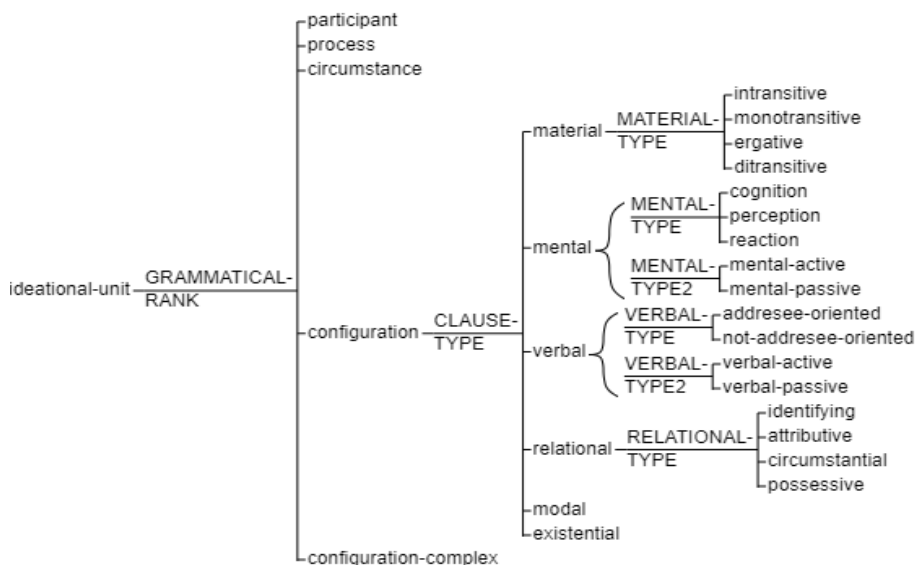 participant
process
circumstance
intransitive
material MATERIAL- monotransitive
TYPE ergative
ditransitive
cognition
MENTAL- perception
TYPE reaction
mental
MENTAL- mental-active
TYPE2 mental-passive
ideational-unit GRAMMATICAL-
RANK
configuration CLAUSE-
TYPE
VERBAL- addresee-oriented
TYPE not-addresee-oriented
verbal
VERBAL- verbal-active
TYPE2 verbal-passive
identifying
relational RELATIONAL- attributive
TYPE circumstantial
possessive
modal
existential
configuration-complex